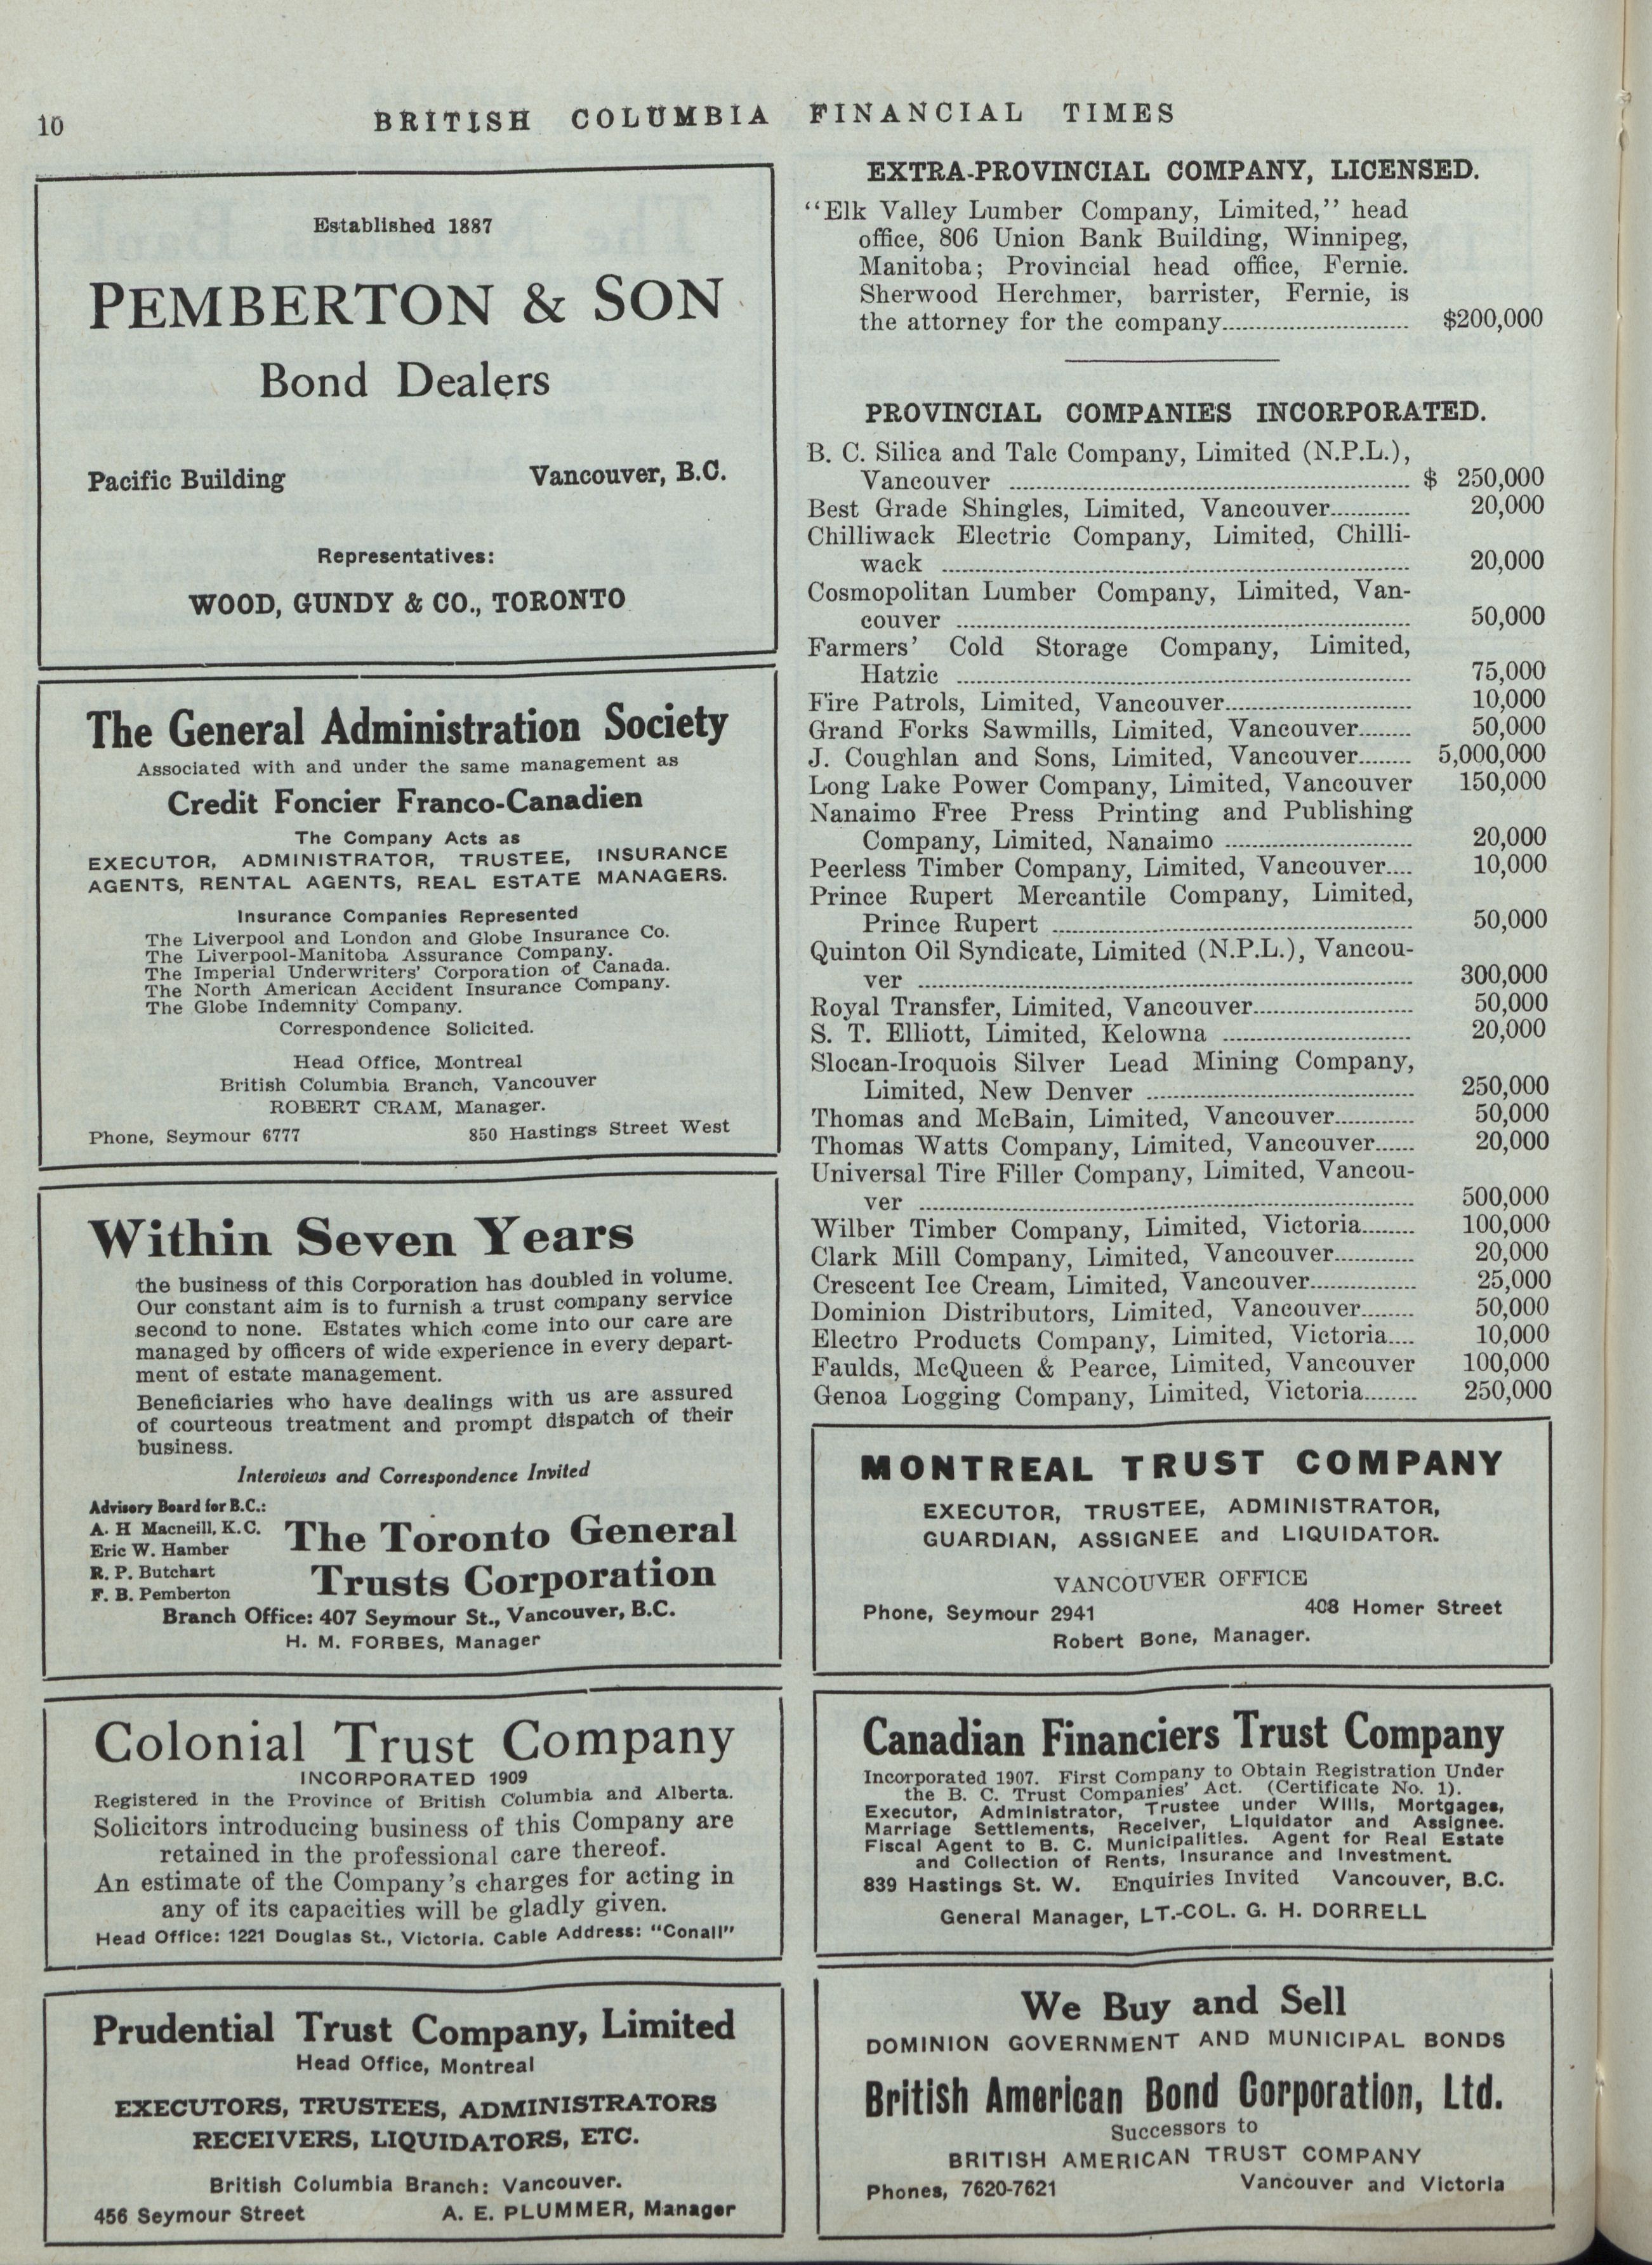 10
BRITISH COLUMBIA FINANCIAL TIMES
Established 1887
PEMBERTON & SON
Bond Dealers
Pacific Building Vancouver, B.C.
Representatives:
WOOD, GUNDY & CO., TORONTO
The General Administration Society
Associated with and under the same management as
Credit Foncier Franco-Canadien
The Company Acts as
EXECUTOR, ADMINISTRATOR, TRUSTEE, INSURANCE
AGENTS, RENTAL AGENTS, REAL ESTATE MANAGERS.
Insurance Companies Represented
The Liverpool and London and Globe Insurance Co.
The Liverpool-Manitoba Assurance Company.
The Imperial Underwriters' Corporation of Canada.
The North American Accident Insurance Company.
The Globe Indemnity Company.
Correspondence Solicited.
Head Office, Montreal
British Columbia Branch, Vancouver
ROBERT CRAM, Manager.
Phone, Seymour 6777 850 Hastings Street West
Within Seven Years
the business of this Corporation has doubled in volume.
Our constant aim is to furnish a trust company service
second to none. Estates which come into our care are
managed by officers of wide experience in every depart-
ment of estate management.
Beneficiaries who have dealings with us are assured
of courteous treatment and prompt dispatch of their
business.
Interviews and Correspondence Invited
Advisory Board for B.C.:
A. H Macneill, K.C.
Eric W. Hamber
R. P. Butchart
F. B. Pemberton
The Toronto General
Trusts Corporation
Branch Office: 407 Seymour St., Vancouver, B.C.
H. M. FORBES, Manager
Colonial Trust Company
INCORPORATED 1909
Registered in the Province of British Columbia and Alberta.
Solicitors introducing business of this Company are
retained in the professional care thereof.
An estimate of the Company's charges for acting in
any of its capacities will be gladly given.
Head Office: 1221 Douglas St., Victoria. Cable Address: "Conall"
Prudential Trust Company, Limited
Head Office, Montreal
EXECUTORS, TRUSTEES, ADMINISTRATORS
RECEIVERS, LIQUIDATORS, ETC.
British Columbia Branch: Vancouver.
456 Seymour Street A. E. PLUMMER, Manager
EXTRA-PROVINCIAL COMPANY, LICENSED.
"Elk Valley Lumber Company, Limited," head
office, 806 Union Bank Building, Winnipeg,
Manitoba; Provincial head office, Fernie.
Sherwood Herchmer, barrister, Fernie, is
the attorney for the company............ $200,000
PROVINCIAL COMPANIES INCORPORATED.
B. C. Silica and Talc Company, Limited (N.P.L.),
Vancouver ............ $ 250,000
Best Grade Shingles, Limited, Vancouver............ 20,000
Chilliwack Electric Company, Limited, Chilli-
wack ............ 20,000
Cosmopolitan Lumber Company, Limited, Van-
couver ............ 50,000
Farmers' Cold Storage Company, Limited,
Hatzic ............ 75,000
Fire Patrols, Limited, Vancouver............ 10,000
Grand Forks Sawmills, Limited, Vancouver........ 50,000
J. Coughlan and Sons, Limited, Vancouver........ 5,000,000
Long Lake Power Company, Limited, Vancouver 150,000
Nanaimo Free Press Printing and Publishing
Company, Limited, Nanaimo ............ 20,000
Peerless Timber Company, Limited, Vancouver.... 10,000
Prince Rupert Mercantile Company, Limited,
Prince Rupert ............ 50,000
Quinton Oil Syndicate, Limited (N.P.L.), Vancou-
ver ............ 300,000
Royal Transfer, Limited, Vancouver............ 50,000
S. T. Elliott, Limited, Kelowna ............ 20,000
Slocan-Iroquois Silver Lead Mining Company,
Limited, New Denver ............ 250,000
Thomas and McBain, Limited, Vancouver............ 50,000
Thomas Watts Company, Limited, Vancouver...... 20,000
Universal Tire Filler Company, Limited, Vancou-
ver ............ 500,000
Wilber Timber Company, Limited, Victoria........ 100,000
Clark Mill Company, Limited, Vancouver............ 20,000
Crescent Ice Cream, Limited, Vancouver............ 25,000
Dominion Distributors, Limited, Vancouver........ 50,000
Electro Products Company, Limited, Victoria.... 10,000
Faulds, McQueen & Pearce, Limited, Vancouver 100,000
Genoa Logging Company, Limited, Victoria........ 250,000
MONTREAL TRUST COMPANY
EXECUTOR, TRUSTEE, ADMINISTRATOR,
GUARDIAN, ASSIGNEE and LIQUIDATOR.
VANCOUVER OFFICE
Phone, Seymour 2941 408 Homer Street
Robert Bone, Manager.
Canadian Financiers Trust Company
Incorporated 1907. First Company to Obtain Registration Under
the B. C. Trust Companies' Act. (Certificate No. 1).
Executor, Administrator, Trustee under Wills, Mortgages,
Marriage Settlements, Receiver, Liquidator and Assignee.
Fiscal Agent to B. C. Municipalities. Agent for Real Estate
and Collection of Rents, Insurance and Investment.
839 Hastings St. W. Enquiries Invited Vancouver, B.C.
General Manager, LT.-COL. G. H. DORRELL
We Buy and Sell
DOMINION GOVERNMENT AND MUNICIPAL BONDS
British American Bond Corporation, Ltd.
Successors to
BRITISH AMERICAN TRUST COMPANY
Phones, 7620-7621 Vancouver and Victoria